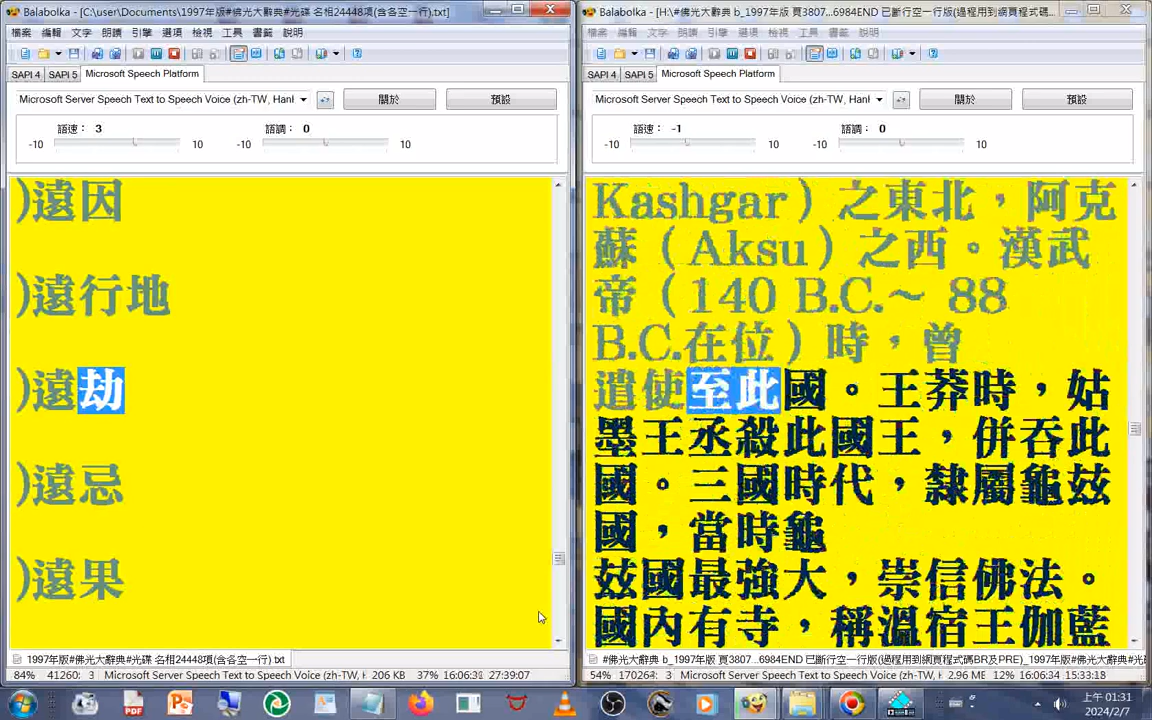 Balabolka - [C:\user\Documents\1997年版#佛光大辭典#光碟 名相24448項(含各空一行).txt]
檔案 編輯 文字 朗讀 引擎 選項 檢視 工具 書籤 說明
SAPI 4 SAPI 5 Microsoft Speech Platform
Microsoft Server Speech Text to Speech Voice (zh-TW, Hanl
關於 預設
語速： 3 語調： 0
-10 10 -10 10
)遠因
)遠行地
)遠劫
)遠忌
)遠果
1997年版#佛光大辭典#光碟 名相24448項(含各空一行).txt
84% 41260: 3 Microsoft Speech Platform Microsoft Server Speech Text to Speech Voice (zh-TW, Ha 206 KB 37% 16:06:31 27:39:07
Balabolka - [H:\#佛光大辭典 b_1997年版 頁3807...6984END 已斷行空一行版(過程用到網頁程式碼...
檔案 編輯 文字 朗讀 引擎 選項 檢視 工具 書籤 說明
SAPI 4 SAPI 5 Microsoft Speech Platform
Microsoft Server Speech Text to Speech Voice (zh-TW, Hanl
關於 預設
語速： -1 語調： 0
-10 10 -10 10
Kashgar）之東北，阿克
蘇（Aksu）之西。漢武
帝（140 B.C.～ 88
B.C.在位）時，曾
遣使至此國。王莽時，姑
墨王丞殺此國王，併吞此
國。三國時代，隸屬龜玆
國，當時龜
玆國最強大，崇信佛法。
國內有寺，稱溫宿王伽藍
#佛光大辭典 b_1997年版 頁3807...6984END 已斷行空一行版(過程用到網頁程式碼BR及PRE)_1997年版#光
54% 170264: 3 Microsoft Speech Platform Microsoft Server Speech Text to Speech Voice (zh-TW, Ha 2.96 MB 12% 16:06:34 15:33:18
上午 01:31
2024/2/7